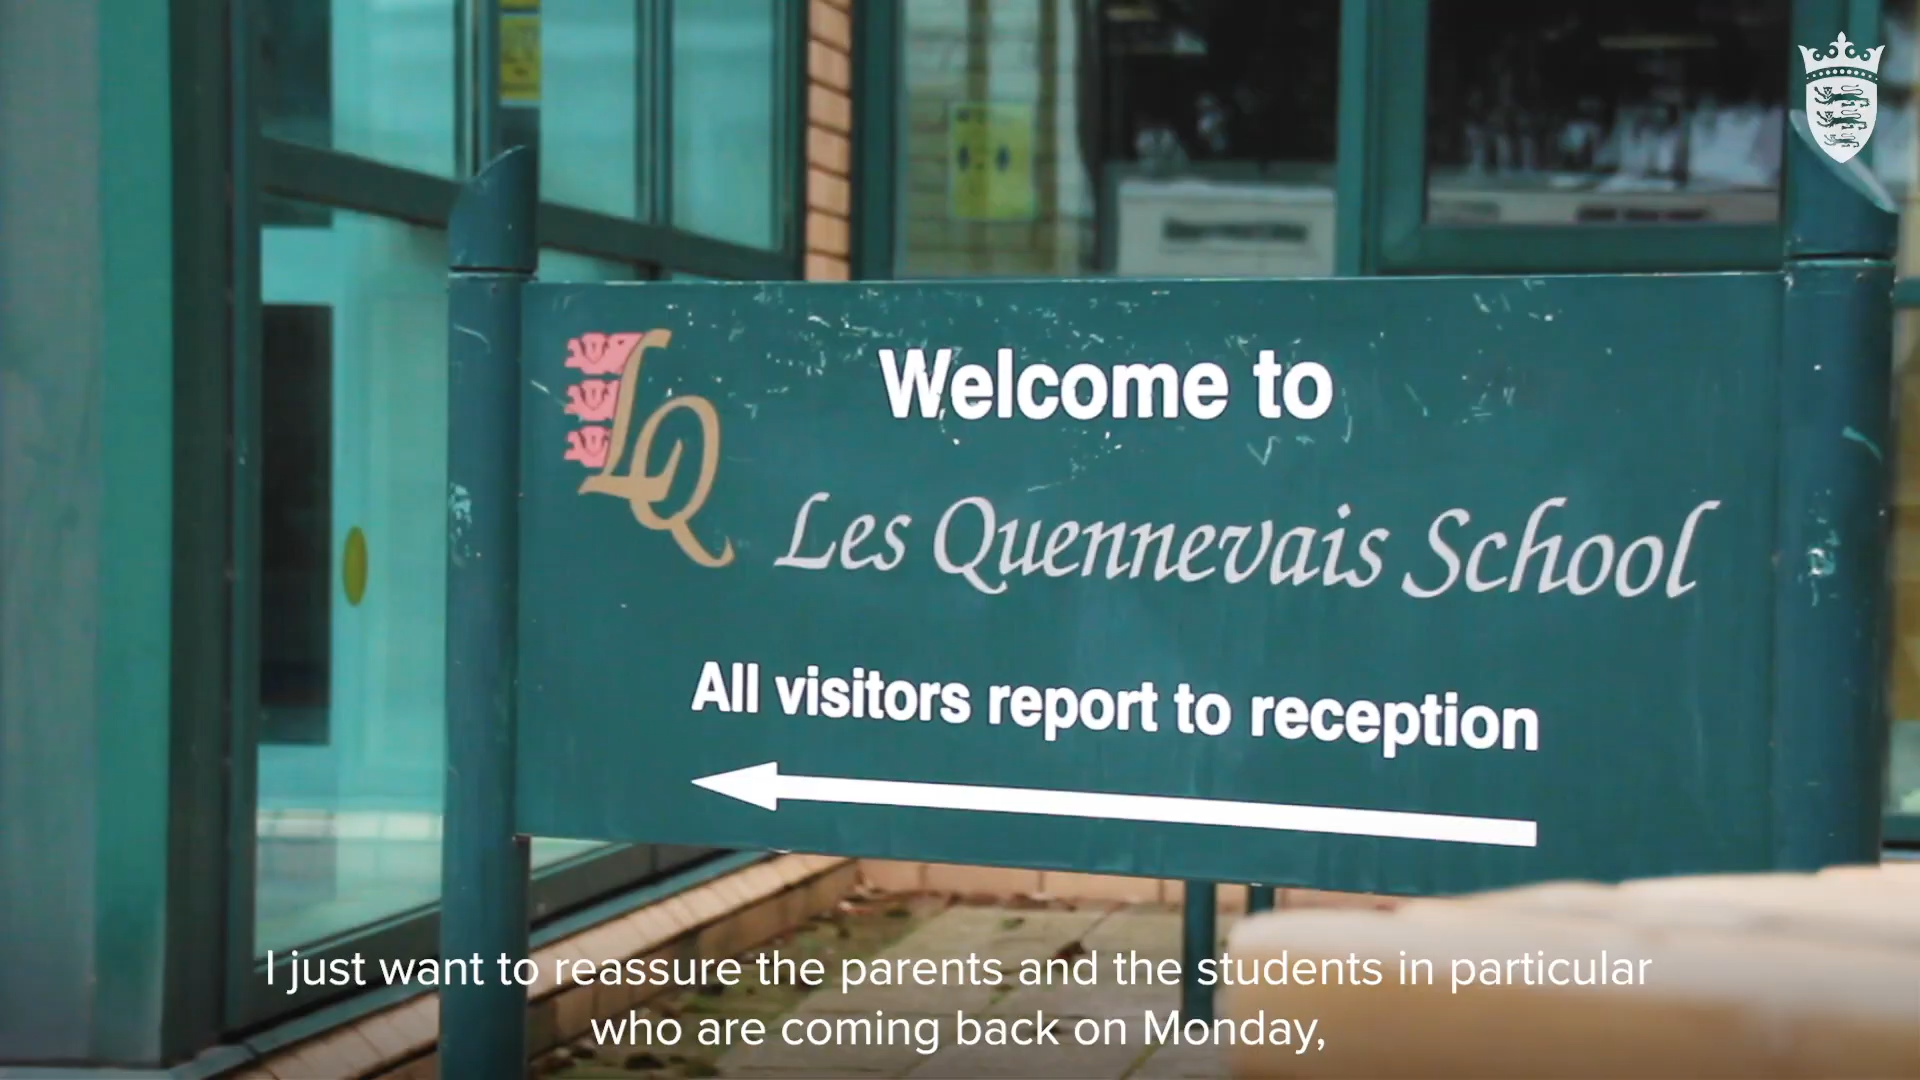 LQ
Welcome to
Les Quennevais School
All visitors report to reception
I just want to reassure the parents and the students in particular
who are coming back on Monday,